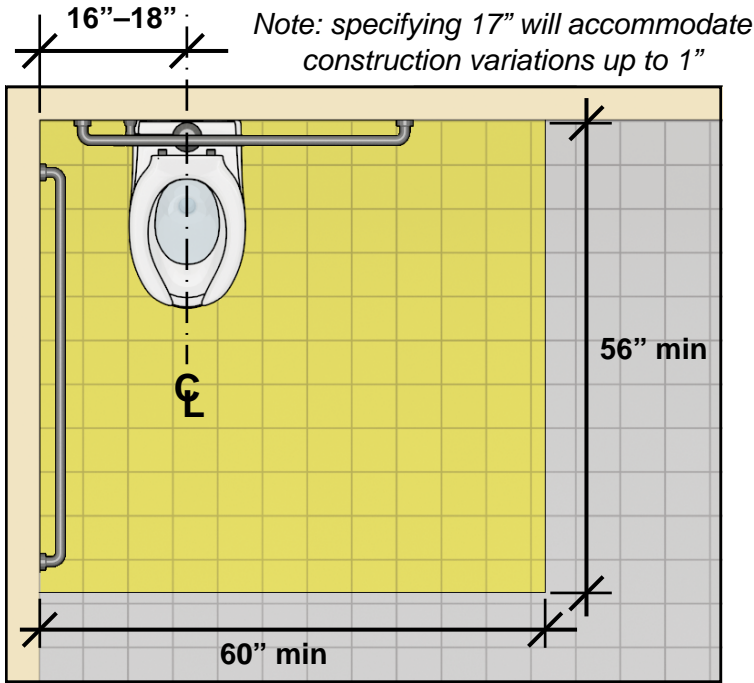 16”–18”
Note: specifying 17” will accommodate
construction variations up to 1”
56” min
CL
60” min